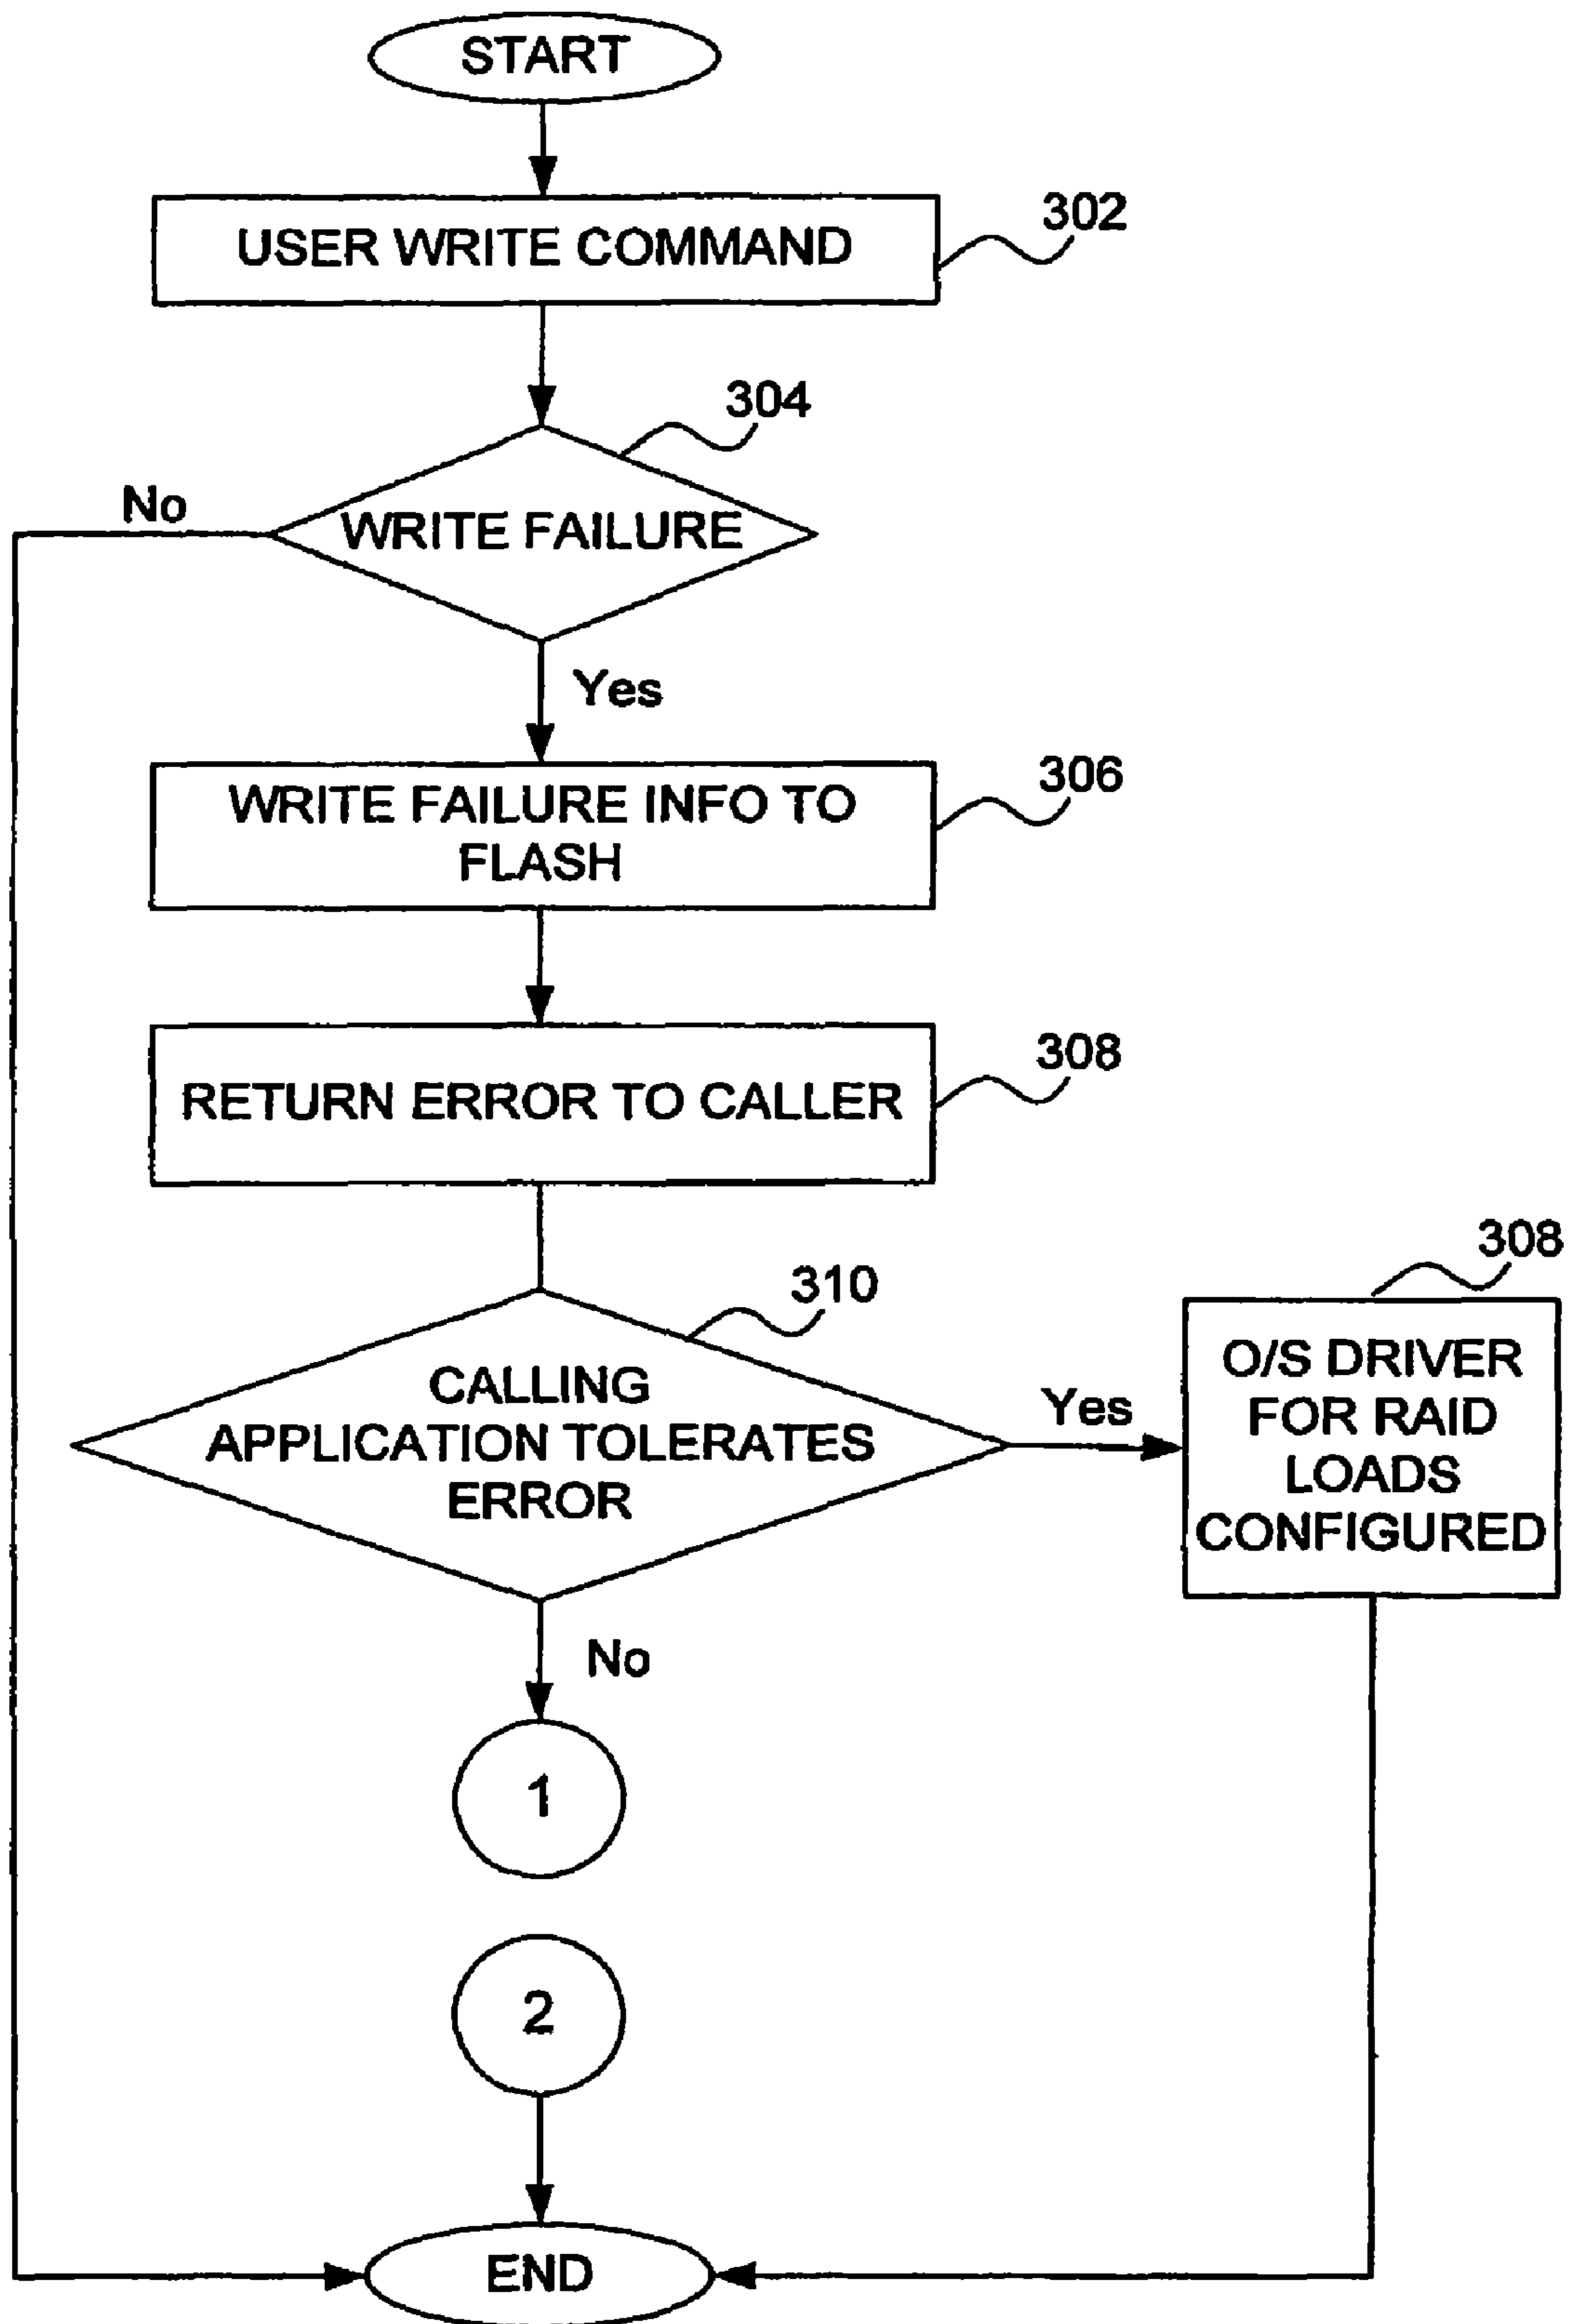 START
USER WRITE COMMAND
302
304
No
WRITE FAILURE
Yes
WRITE FAILURE INFO TO
FLASH
306
RETURN ERROR TO CALLER
308
310
CALLING
APPLICATION TOLERATES
ERROR
Yes
308
O/S DRIVER
FOR RAID
LOADS
CONFIGURED
No
1
2
END